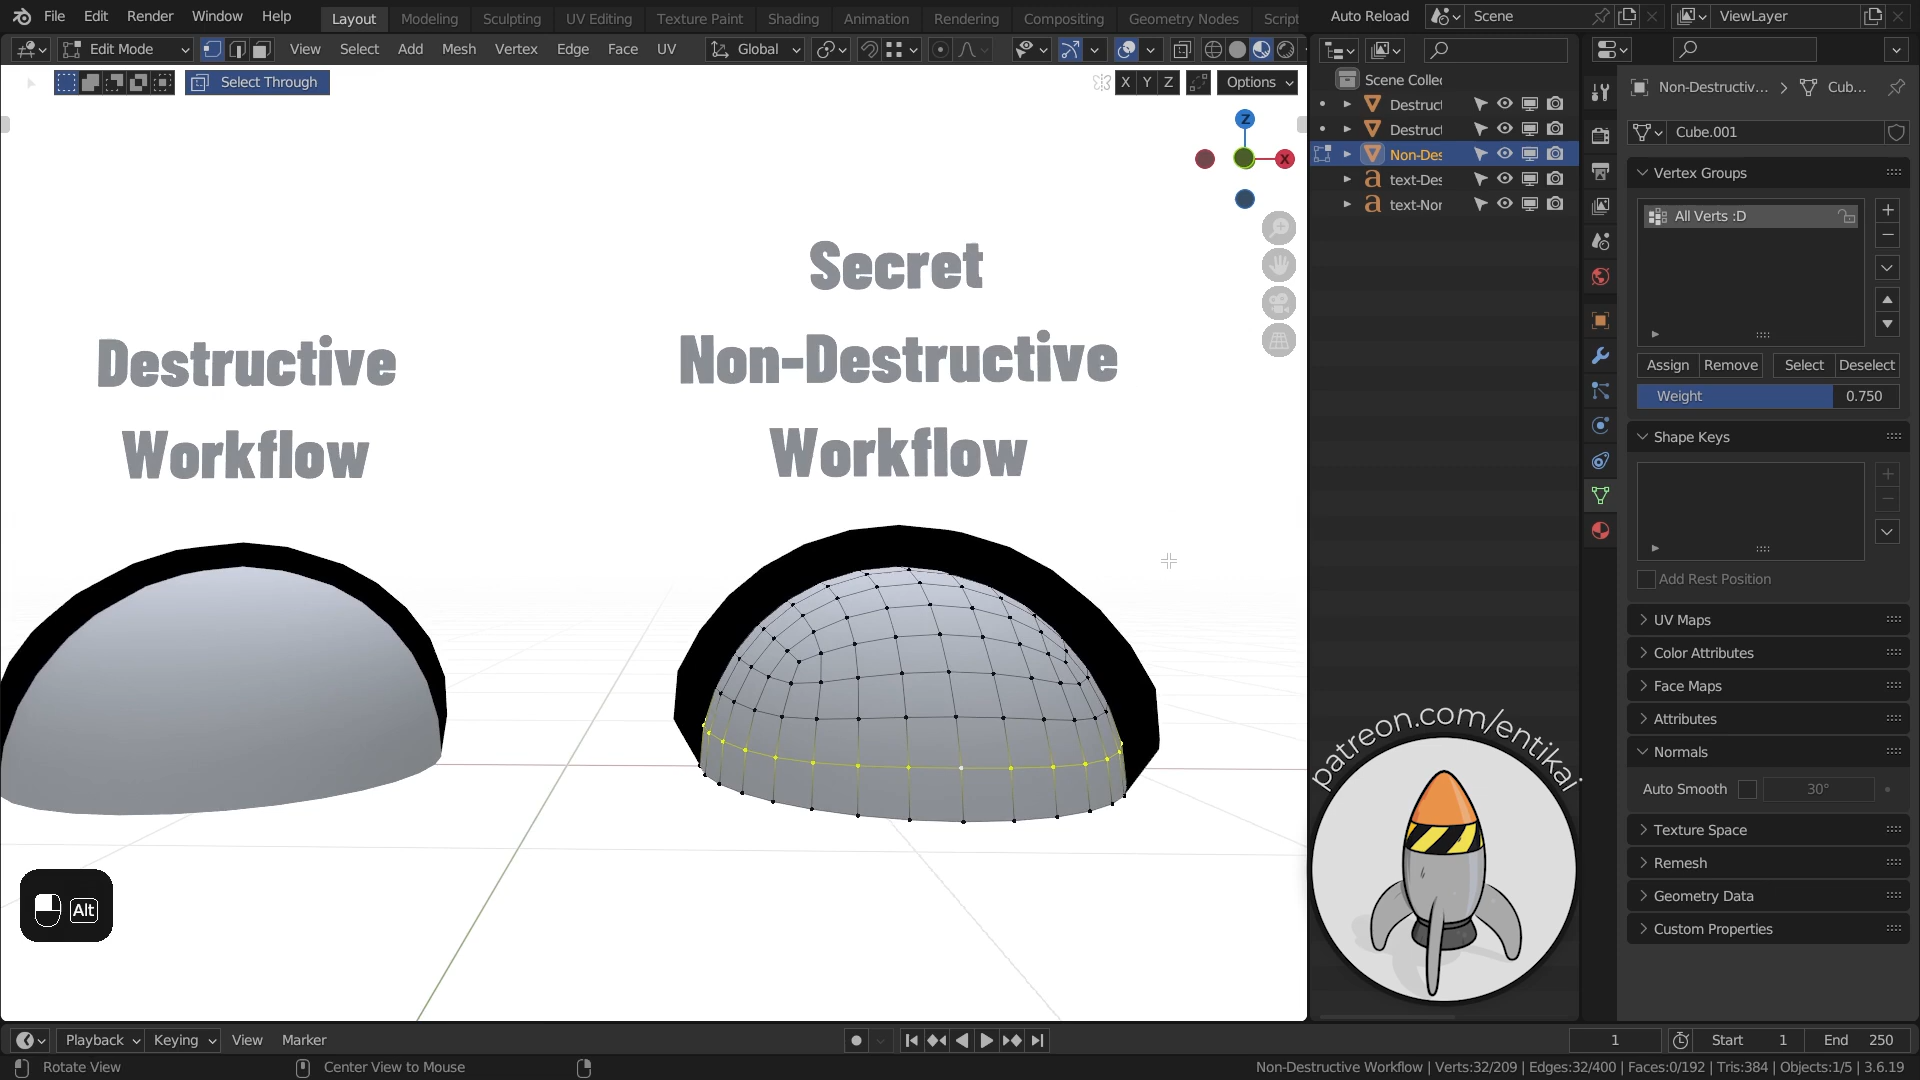 File Edit Render Window Help Layout Modeling Sculpting UV Editing Texture Paint Shading Animation Rendering Compositing Geometry Nodes Script Auto Reload Scene ViewLayer
Edit Mode View Select Add Mesh Vertex Edge Face UV Global
Select Through X Y Z Options
Scene Collec
Destruct
Destruct
Non-Des
text-Des
text-Nor
Non-Destructiv... Cub...
Cube.001
Vertex Groups
All Verts :D
Assign Remove Select Deselect
Weight 0.750
Shape Keys
Add Rest Position
UV Maps
Color Attributes
Face Maps
Attributes
Normals
Auto Smooth 30°
Texture Space
Remesh
Geometry Data
Custom Properties
Z
X
Destructive
Workflow
Secret
Non-Destructive
Workflow
patreon.com/entikai
Alt
Playback Keying View Marker 1 Start 1 End 250
Rotate View Center View to Mouse Non-Destructive Workflow | Verts:32/209 | Edges:32/400 | Faces:0/192 | Tris:384 | Objects:1/5 | 3.6.19